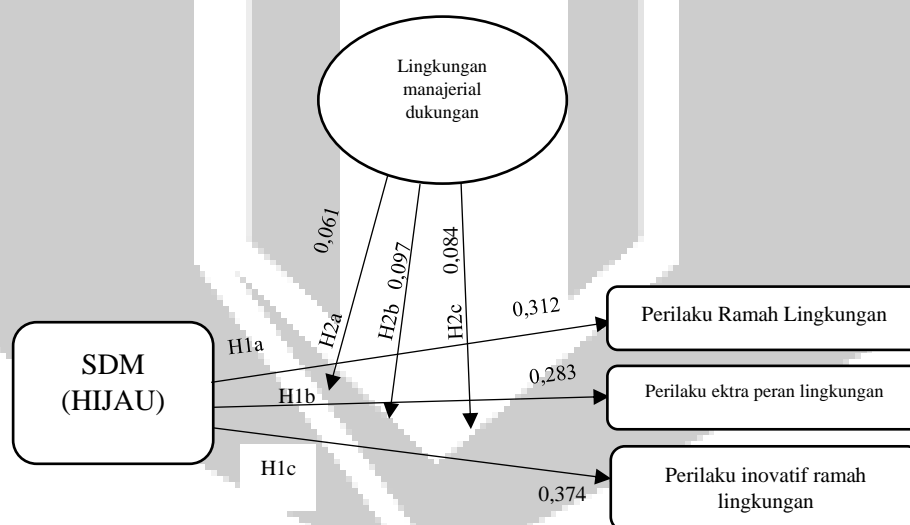 Lingkungan
manajerial
dukungan
0,061
0,097
0,084
H2a
H2b
H2c
0,312
Perilaku Ramah Lingkungan
SDM
(HIJAU)
H1a
0,283
Perilaku ektra peran lingkungan
H1b
H1c
0,374
Perilaku inovatif ramah
lingkungan